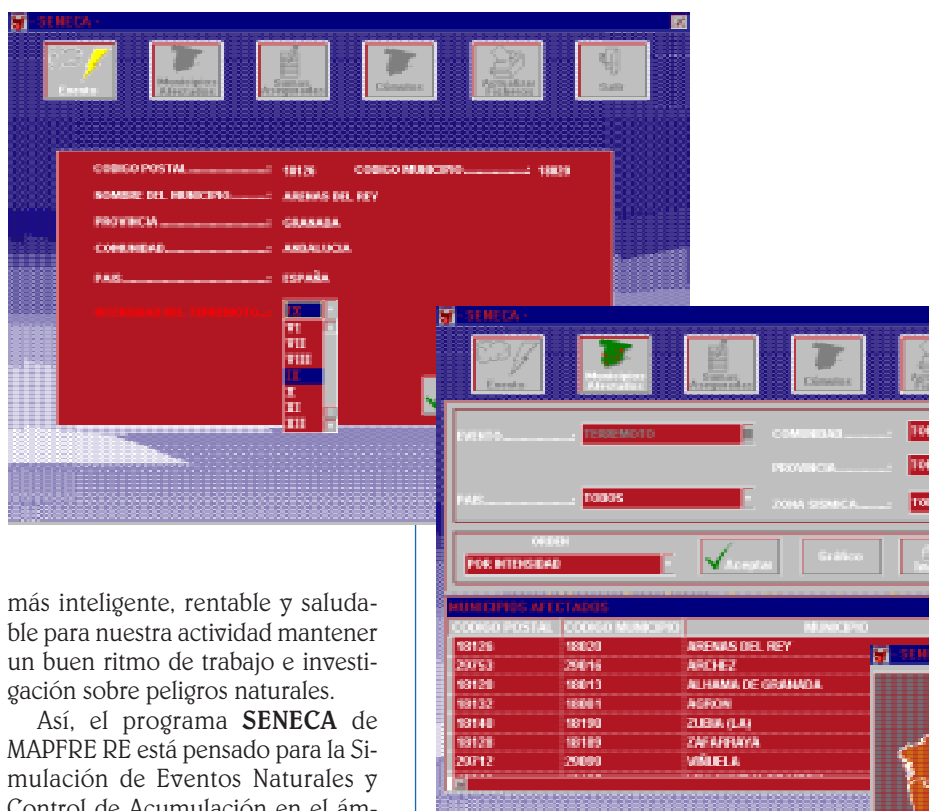 - SENECA -
Evento
Municipios Afectados
Sumas Aseguradas
Cúmulos
Salir
CODIGO POSTAL : 18126 CODIGO MUNICIPIO : 18020
NOMBRE DEL MUNICIPIO : ARENAS DEL REY
PROVINCIA : GRANADA
COMUNIDAD : ANDALUCIA
PAIS : ESPAÑA
INTENSIDAD DEL TERREMOTO : IX
VI
VII
VIII
IX
X
XI
XII
- SENECA -
Evento
Municipios Afectados
Sumas Aseguradas
Cúmulos
EVENTO : TERREMOTO COMUNIDAD :
PROVINCIA :
PAIS : TODOS ZONA SISMICA :
ORDEN
POR INTENSIDAD
Aceptar
Gráfico
MUNICIPIOS AFECTADOS
CODIGO POSTAL CODIGO MUNICIPIO MUNICIPIO
18126 18020 ARENAS DEL REY
29753 29016 ARCHEZ
18120 18013 ALHAMA DE GRANADA
18132 18001 AGRON
18140 18190 ZUBIA (LA)
18128 18189 ZAFARRAYA
29712 29099 VIÑUELA
más inteligente, rentable y saluda-
ble para nuestra actividad mantener
un buen ritmo de trabajo e investi-
gación sobre peligros naturales.
Así, el programa SENECA de
MAPFRE RE está pensado para la Si-
mulación de Eventos Naturales y
Control de Acumulación en el ám-